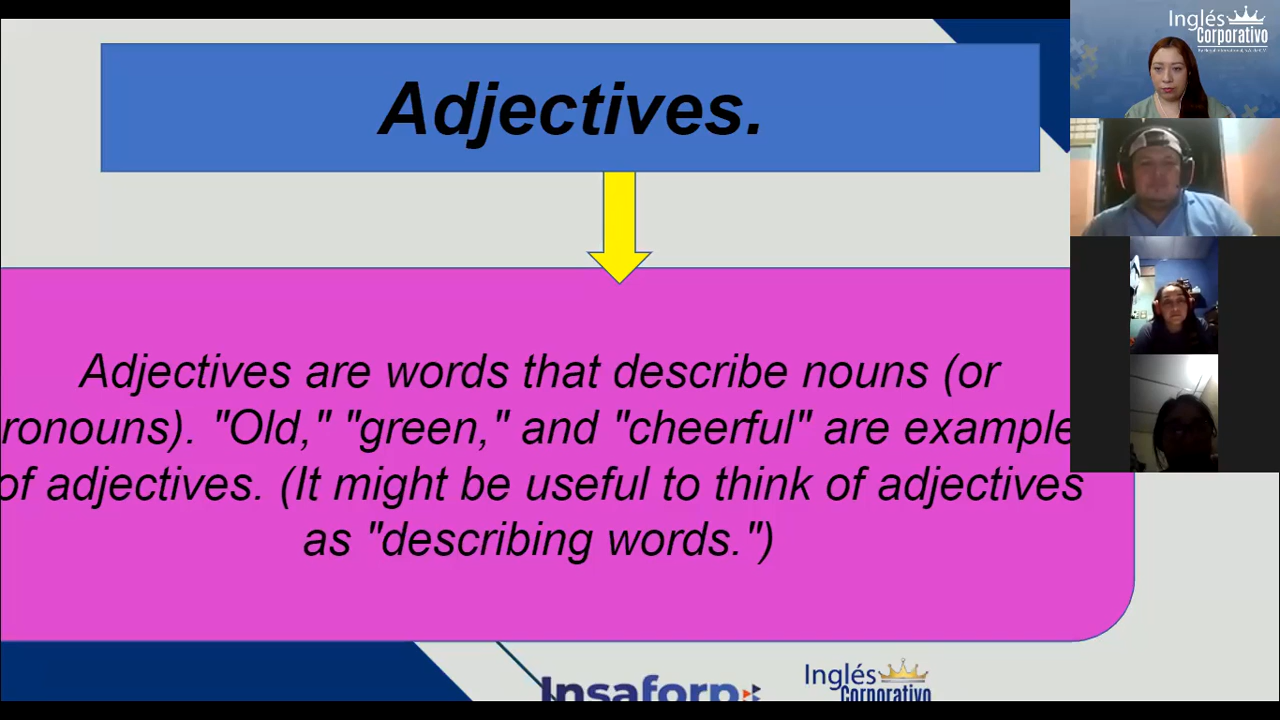 Adjectives.
Adjectives are words that describe nouns (or
ronouns). "Old," "green," and "cheerful" are example
of adjectives. (It might be useful to think of adjectives
as "describing words.")
Insaforp
Inglés
Corporativo
Inglés
Corporativo